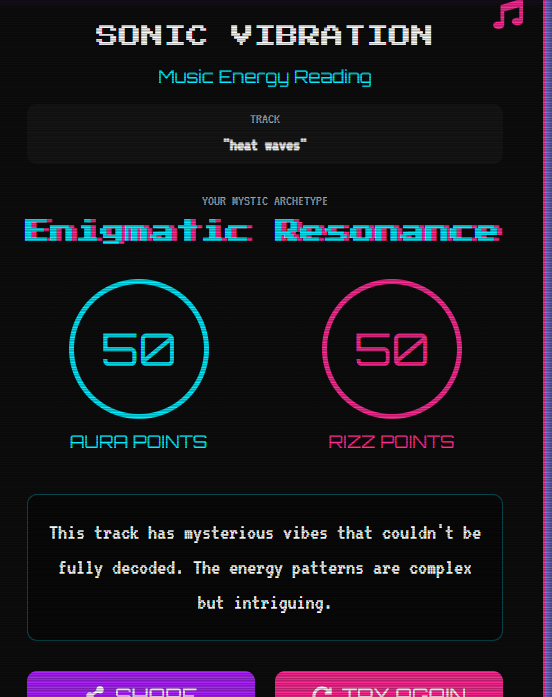 SONIC VIBRATION
Music Energy Reading
TRACK
"heat waves"
YOUR MYSTIC ARCHETYPE
Enigmatic Resonance
50 50
AURA POINTS RIZZ POINTS
This track has mysterious vibes that couldn't be
fully decoded. The energy patterns are complex
but intriguing.
SHARE TRY AGAIN